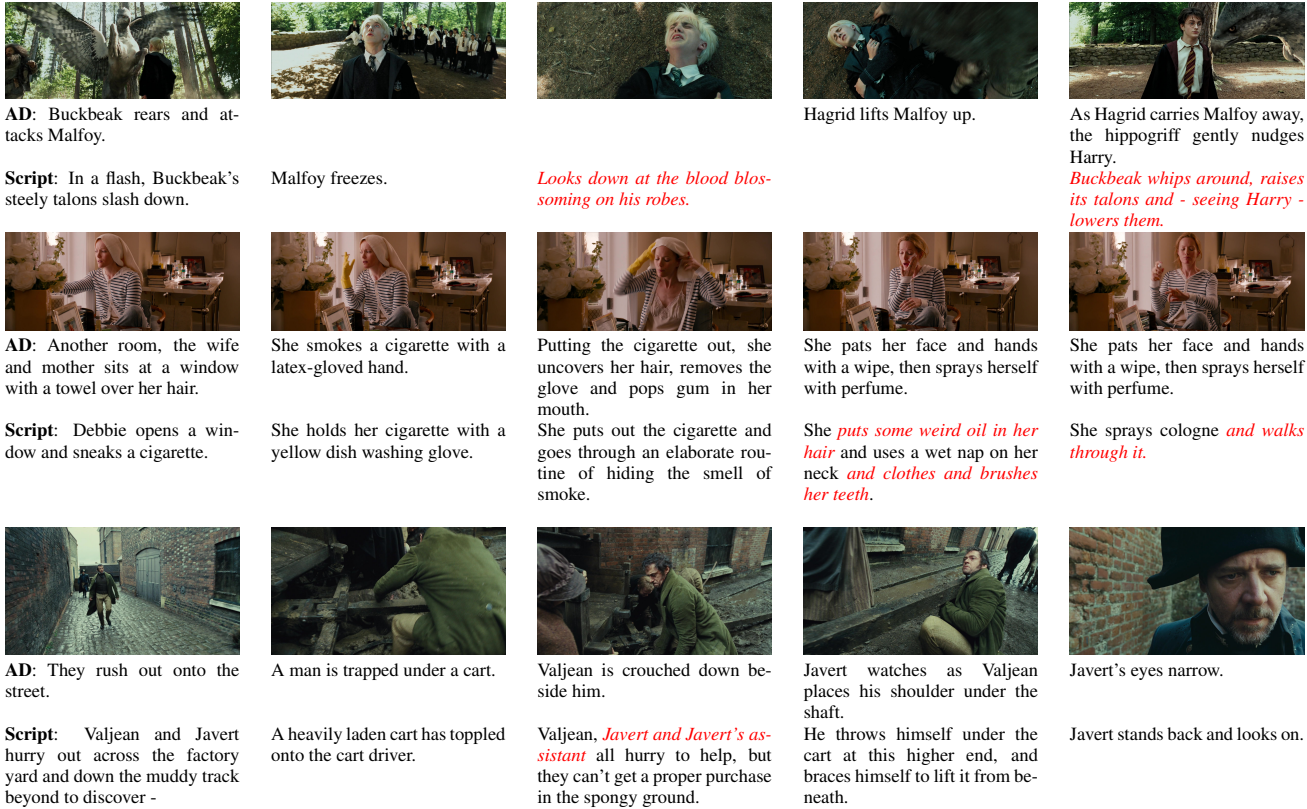 AD: Buckbeak rears and at-
tacks Malfoy.
Hagrid lifts Malfoy up.
As Hagrid carries Malfoy away,
the hippogriff gently nudges
Harry.
Script: In a flash, Buckbeak's
steely talons slash down.
Malfoy freezes.
Looks down at the blood blos-
soming on his robes.
Buckbeak whips around, raises
its talons and - seeing Harry -
lowers them.
AD: Another room, the wife
and mother sits at a window
with a towel over her hair.
She smokes a cigarette with a
latex-gloved hand.
Putting the cigarette out, she
uncovers her hair, removes the
glove and pops gum in her
mouth.
She pats her face and hands
with a wipe, then sprays herself
with perfume.
She pats her face and hands
with a wipe, then sprays herself
with perfume.
Script: Debbie opens a win-
dow and sneaks a cigarette.
She holds her cigarette with a
yellow dish washing glove.
She puts out the cigarette and
goes through an elaborate rou-
tine of hiding the smell of
smoke.
She puts some weird oil in her
hair and uses a wet nap on her
neck and clothes and brushes
her teeth.
She sprays cologne and walks
through it.
AD: They rush out onto the
street.
A man is trapped under a cart.
Valjean is crouched down be-
side him.
Javert watches as Valjean
places his shoulder under the
shaft.
Javert's eyes narrow.
Script: Valjean and Javert
hurry out across the factory
yard and down the muddy track
beyond to discover -
A heavily laden cart has toppled
onto the cart driver.
Valjean, Javert and Javert's as-
sistant all hurry to help, but
they can't get a proper purchase
in the spongy ground.
He throws himself under the
cart at this higher end, and
braces himself to lift it from be-
neath.
Javert stands back and looks on.